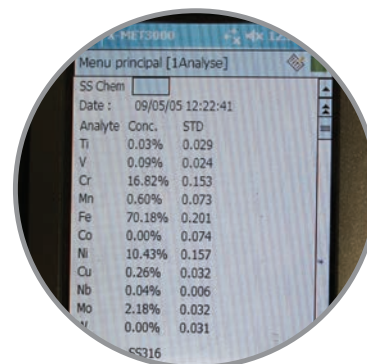 X-MET3000
Menu principal [1Analyse]
SS Chem
Date : 09/05/05 12:22:41
Analyte Conc. STD
Ti 0.03% 0.029
V 0.09% 0.024
Cr 16.82% 0.153
Mn 0.60% 0.073
Fe 70.18% 0.201
Co 0.00% 0.074
Ni 10.43% 0.157
Cu 0.26% 0.032
Nb 0.04% 0.006
Mo 2.18% 0.032
0.00% 0.031
SS316